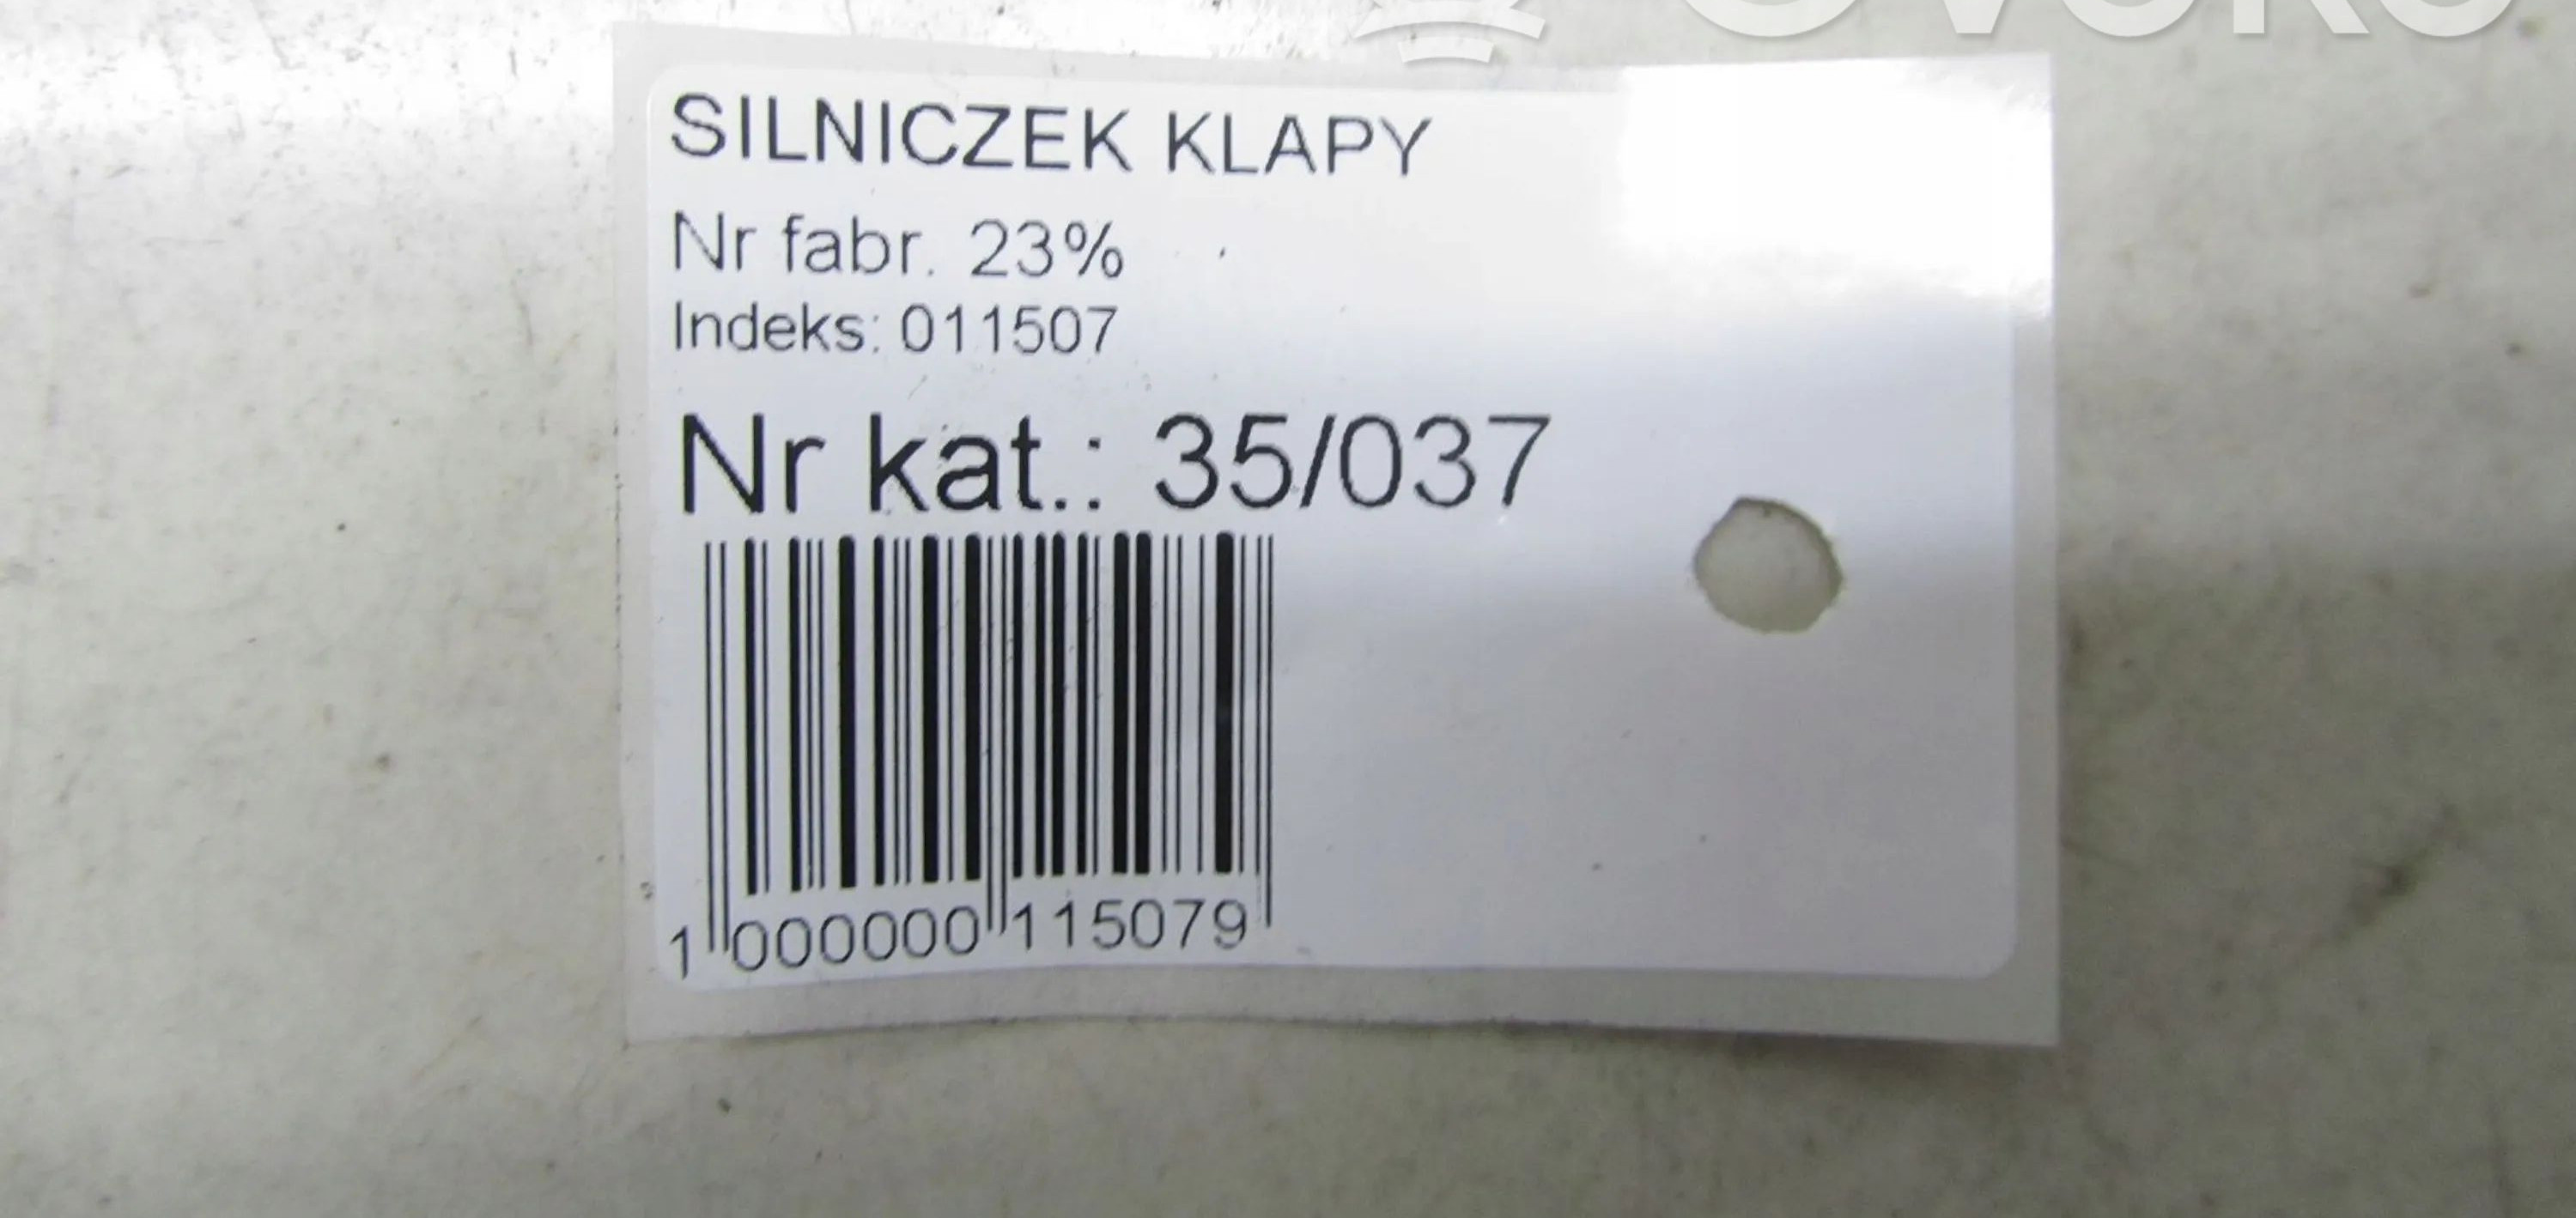 SILNICZEK KLAPY
Nr fabr. 23%
Indeks: 011507
Nr kat.: 35/037
1 000000 115079